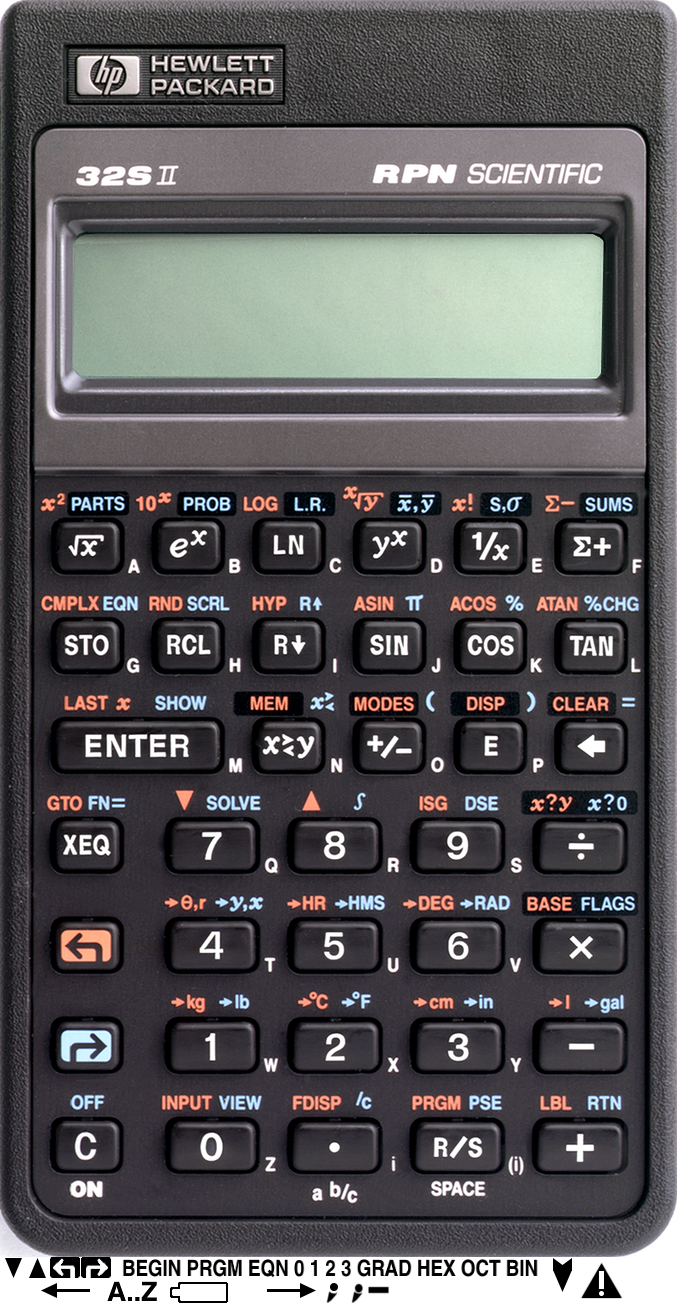 hp HEWLETT
PACKARD
32S II RPN SCIENTIFIC
x² PARTS 10ˣ PROB LOG L.R. ˣ√y x̄,ȳ x! S,σ Σ− SUMS
√x A eˣ B LN C yˣ D 1/x E Σ+ F
CMPLX EQN RND SCRL HYP R↑ ASIN π ACOS % ATAN %CHG
STO G RCL H R↓ I SIN J COS K TAN L
LAST x SHOW MEM x≷ MODES ( DISP ) CLEAR =
ENTER M x≷y N +/− O E P ←
GTO FN= ▼ SOLVE ▲ ∫ ISG DSE x?y x?0
XEQ 7 Q 8 R 9 S ÷
→θ,r →y,x →HR →HMS →DEG →RAD BASE FLAGS
4 T 5 U 6 V ×
→kg →lb →°C →°F →cm →in →l →gal
1 W 2 X 3 Y −
OFF INPUT VIEW FDISP /c PRGM PSE LBL RTN
C 0 Z · i R/S (i) +
ON a b/c SPACE
▼ ▲ ↰ ↱ BEGIN PRGM EQN 0 1 2 3 GRAD HEX OCT BIN
← A..Z → ; ; −